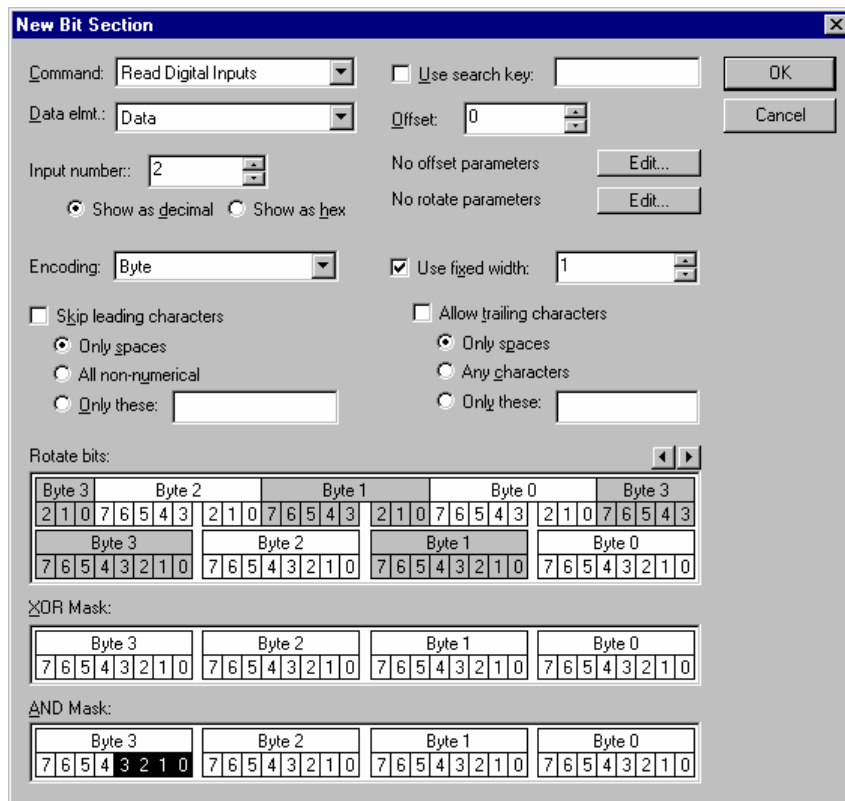 New Bit Section
Command: Read Digital Inputs
Use search key:
OK
Data elmt.: Data
Offset: 0
Cancel
Input number:: 2
No offset parameters Edit...
Show as decimal Show as hex
No rotate parameters Edit...
Encoding: Byte
Use fixed width: 1
Skip leading characters
Allow trailing characters
Only spaces
Only spaces
All non-numerical
Any characters
Only these:
Only these:
Rotate bits:
Byte 3 Byte 2 Byte 1 Byte 0 Byte 3
2 1 0 7 6 5 4 3 2 1 0 7 6 5 4 3 2 1 0 7 6 5 4 3 2 1 0 7 6 5 4 3
Byte 3 Byte 2 Byte 1 Byte 0
7 6 5 4 3 2 1 0 7 6 5 4 3 2 1 0 7 6 5 4 3 2 1 0 7 6 5 4 3 2 1 0
XOR Mask:
Byte 3 Byte 2 Byte 1 Byte 0
7 6 5 4 3 2 1 0 7 6 5 4 3 2 1 0 7 6 5 4 3 2 1 0 7 6 5 4 3 2 1 0
AND Mask:
Byte 3 Byte 2 Byte 1 Byte 0
7 6 5 4 3 2 1 0 7 6 5 4 3 2 1 0 7 6 5 4 3 2 1 0 7 6 5 4 3 2 1 0